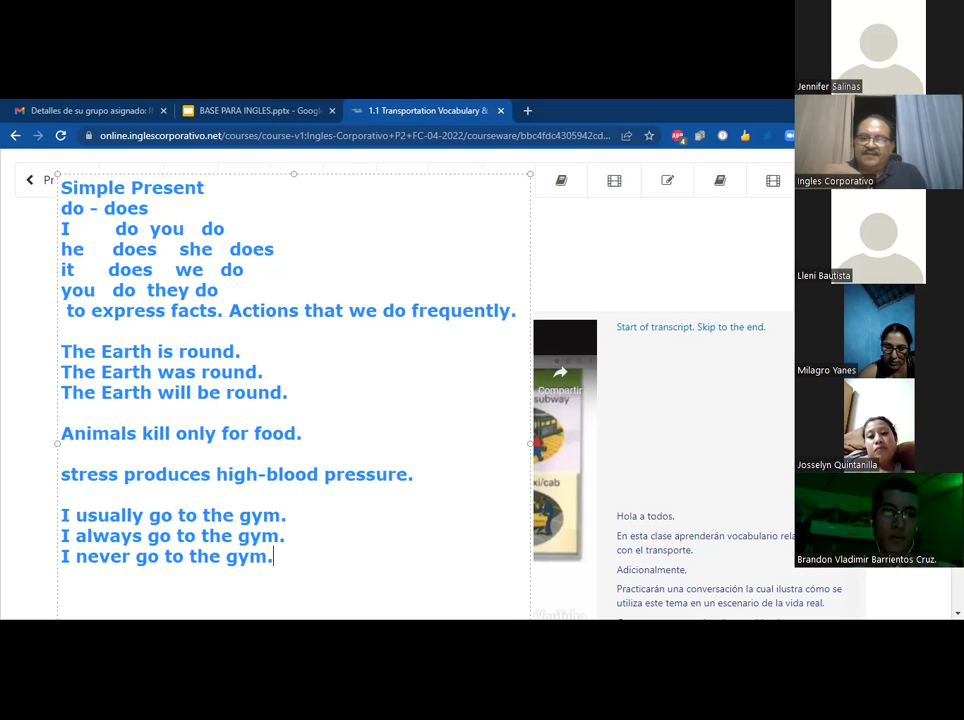 Detalles de su grupo asignado: I
BASE PARA INGLES.pptx - Google
1.1 Transportation Vocabulary &
online.inglescorporativo.net/courses/course-v1:Ingles-Corporativo+P2+FC-04-2022/courseware/bbc4fdc4305942cd...
4
Pr
Simple Present
do - does
I do you do
he does she does
it does we do
you do they do
to express facts. Actions that we do frequently.
The Earth is round.
The Earth was round.
The Earth will be round.
Animals kill only for food.
stress produces high-blood pressure.
I usually go to the gym.
I always go to the gym.
I never go to the gym.
Compartir
subway
xi/cab
YouTube
Start of transcript. Skip to the end.
Hola a todos.
En esta clase aprenderán vocabulario rela
con el transporte.
Adicionalmente,
Practicarán una conversación la cual ilustra cómo se
utiliza este tema en un escenario de la vida real.
Jennifer Salinas
Ingles Corporativo
Lleni Bautista
Milagro Yanes
Josselyn Quintanilla
Brandon Vladimir Barrientos Cruz.